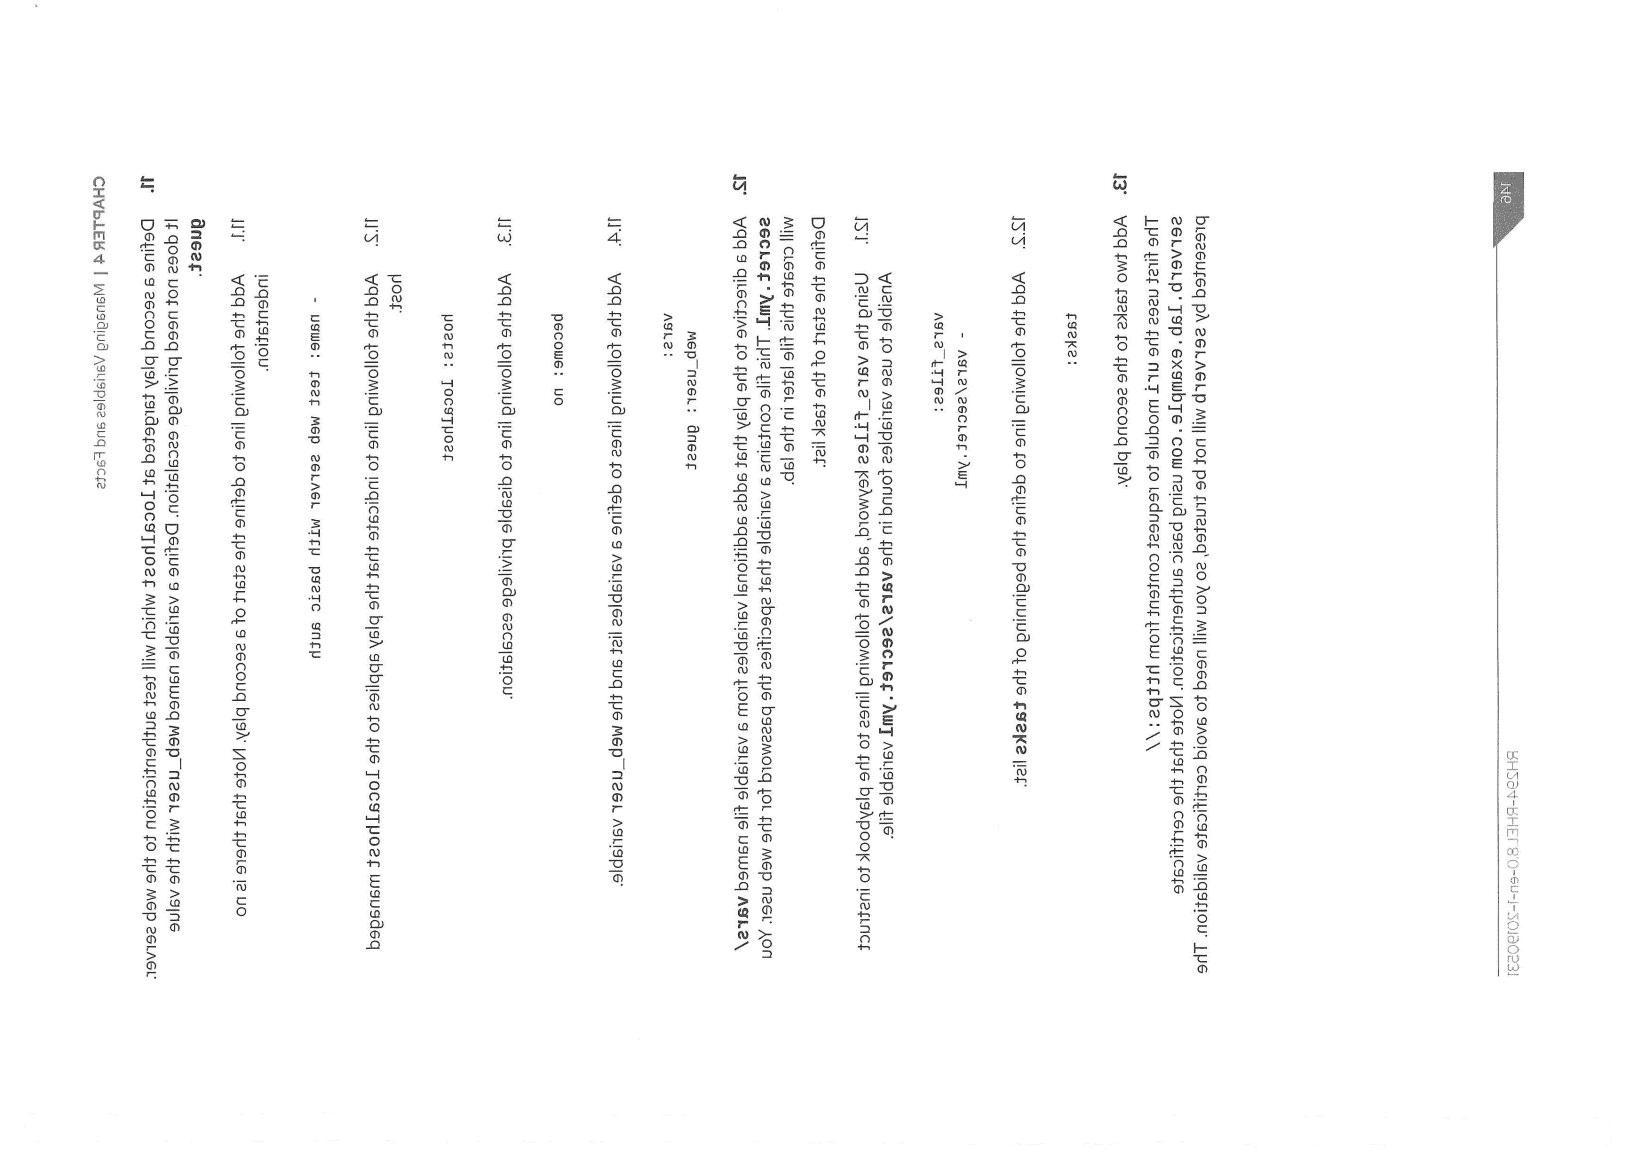 CHAPTER 4 | Managing Variables and Facts
11. Define a second play targeted at localhost which will test authentication to the web server.
It does not need privilege escalation. Define a variable named web_user with the value
guest.
11.1. Add the following line to define the start of a second play. Note that there is no
indentation.
- name: test web server with basic auth
11.2. Add the following line to indicate that the play applies to the localhost managed
host.
hosts: localhost
11.3. Add the following line to disable privilege escalation.
become: no
11.4. Add the following lines to define a variables list and the web_user variable.
vars:
web_user: guest
12. Add a directive to the play that adds additional variables from a variable file named vars/
secret.yml. This file contains a variable that specifies the password for the web user. You
will create this file later in the lab.
Define the start of the task list.
12.1. Using the vars_files keyword, add the following lines to the playbook to instruct
Ansible to use variables found in the vars/secret.yml variable file.
vars_files:
- vars/secret.yml
12.2. Add the following line to define the beginning of the tasks list.
tasks:
13. Add two tasks to the second play.
The first uses the uri module to request content from https://
serverb.lab.example.com using basic authentication. Note that the certificate
presented by serverb will not be trusted, so you will need to avoid certificate validation. The
146
RH294-RHEL8.0-en-1-20190531